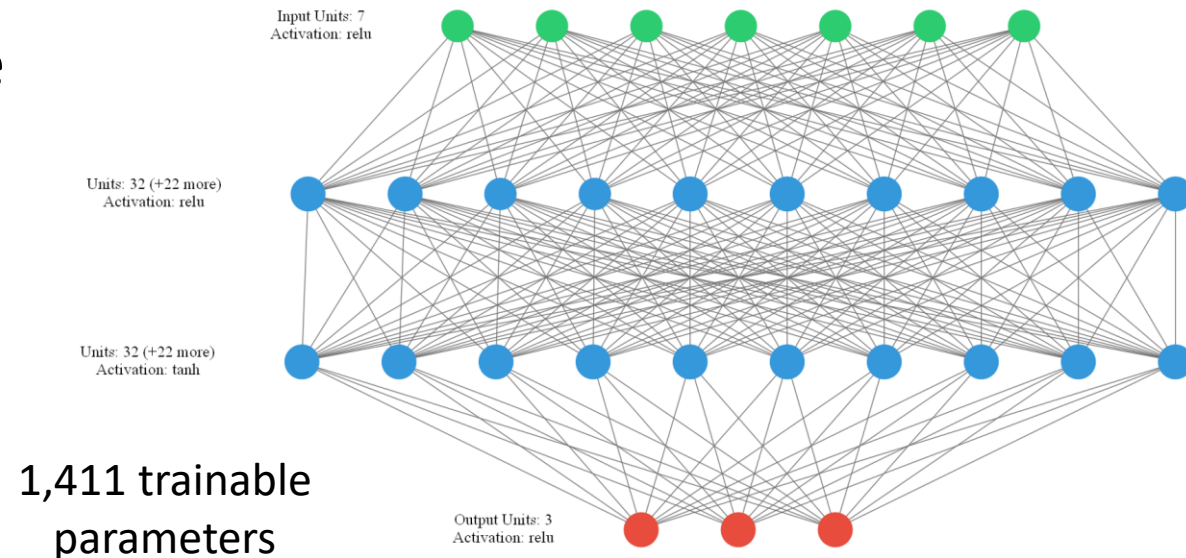 Input Units: 7
Activation: relu
e
Units: 32 (+22 more)
Activation: relu
Units: 32 (+22 more)
Activation: tanh
1,411 trainable
parameters
Output Units: 3
Activation: relu